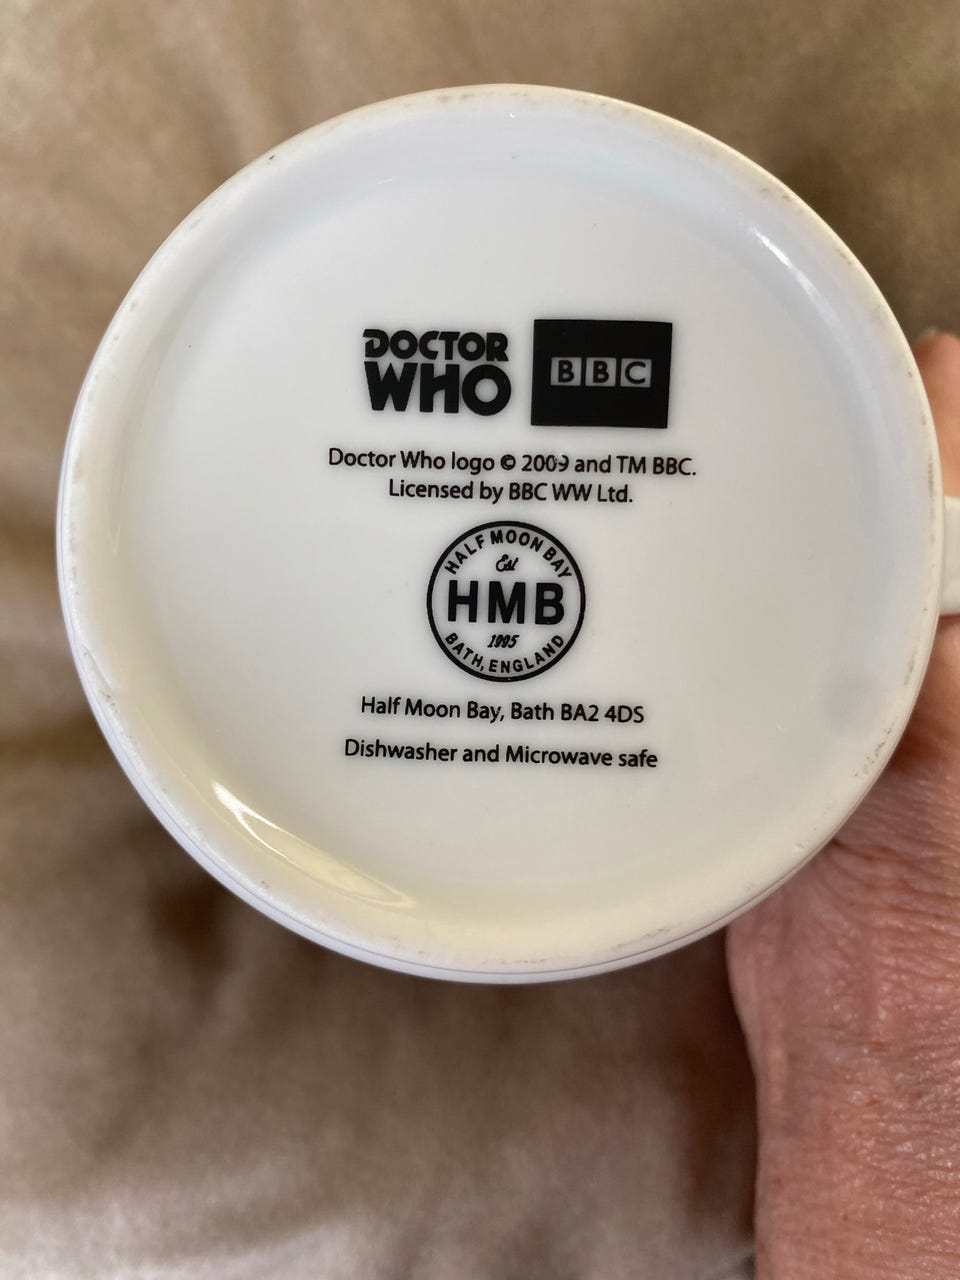 DOCTOR
WHO
BBC
Doctor Who logo © 2009 and TM BBC.
Licensed by BBC WW Ltd.
HALF MOON BAY
Est
HMB
1995
BATH, ENGLAND
Half Moon Bay, Bath BA2 4DS
Dishwasher and Microwave safe